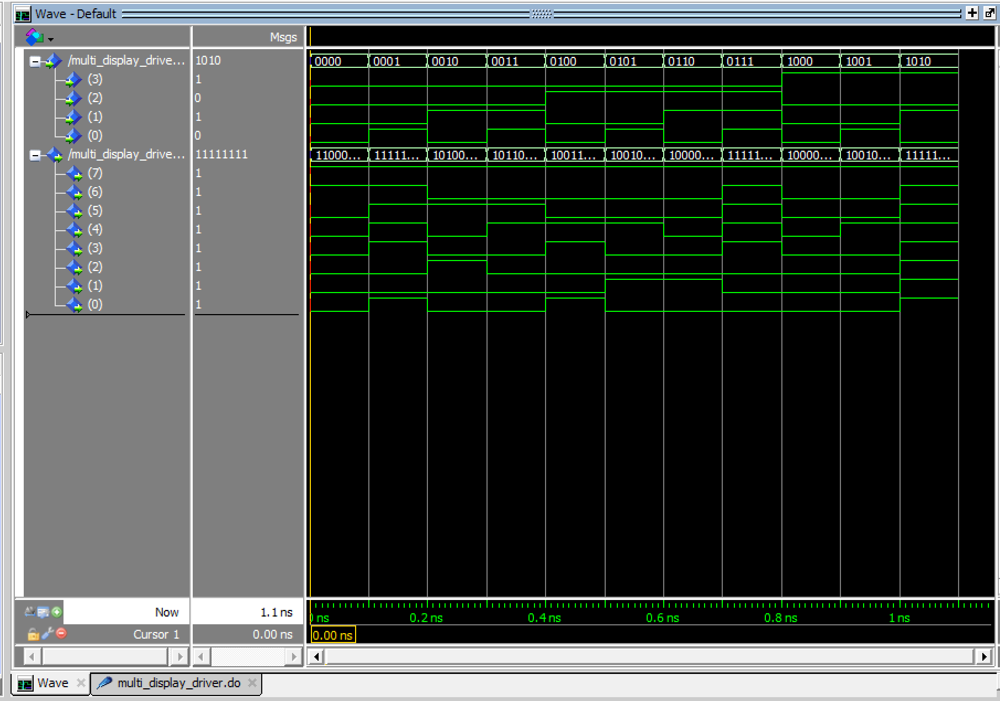 Wave - Default
Msgs
/multi_display_drive... 1010 0000 0001 0010 0011 0100 0101 0110 0111 1000 1001 1010
(3) 1
(2) 0
(1) 1
(0) 0
/multi_display_drive... 11111111 11000... 11111... 10100... 10110... 10011... 10010... 10000... 11111... 10000... 10010... 11111...
(7) 1
(6) 1
(5) 1
(4) 1
(3) 1
(2) 1
(1) 1
(0) 1
Now 1.1 ns ns 0.2 ns 0.4 ns 0.6 ns 0.8 ns 1 ns
Cursor 1 0.00 ns 0.00 ns
Wave multi_display_driver.do